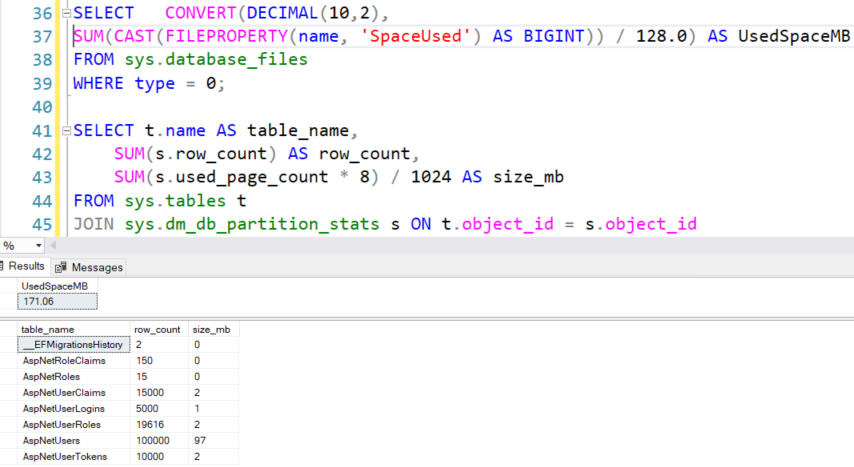 36 SELECT CONVERT(DECIMAL(10,2),
37 SUM(CAST(FILEPROPERTY(name, 'SpaceUsed') AS BIGINT)) / 128.0) AS UsedSpaceMB
38 FROM sys.database_files
39 WHERE type = 0;
40
41 SELECT t.name AS table_name,
42 SUM(s.row_count) AS row_count,
43 SUM(s.used_page_count * 8) / 1024 AS size_mb
44 FROM sys.tables t
45 JOIN sys.dm_db_partition_stats s ON t.object_id = s.object_id
%
Results Messages
UsedSpaceMB
171.06
table_name row_count size_mb
__EFMigrationsHistory 2 0
AspNetRoleClaims 150 0
AspNetRoles 15 0
AspNetUserClaims 15000 2
AspNetUserLogins 5000 1
AspNetUserRoles 19616 2
AspNetUsers 100000 97
AspNetUserTokens 10000 2